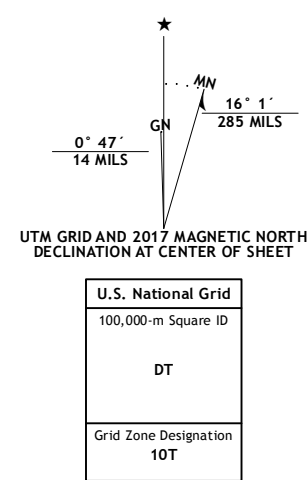 ★
MN
GN
16° 1´
285 MILS
0° 47´
14 MILS
UTM GRID AND 2017 MAGNETIC NORTH
DECLINATION AT CENTER OF SHEET
U.S. National Grid
100,000-m Square ID
DT
Grid Zone Designation
10T